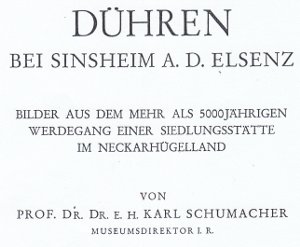 DÜHREN
BEI SINSHEIM A. D. ELSENZ
BILDER AUS DEM MEHR ALS 5000JÄHRIGEN
WERDEGANG EINER SIEDLUNGSSTÄTTE
IM NECKARHÜGELLAND
VON
PROF. DR. DR. E. H. KARL SCHUMACHER
MUSEUMSDIREKTOR I. R.